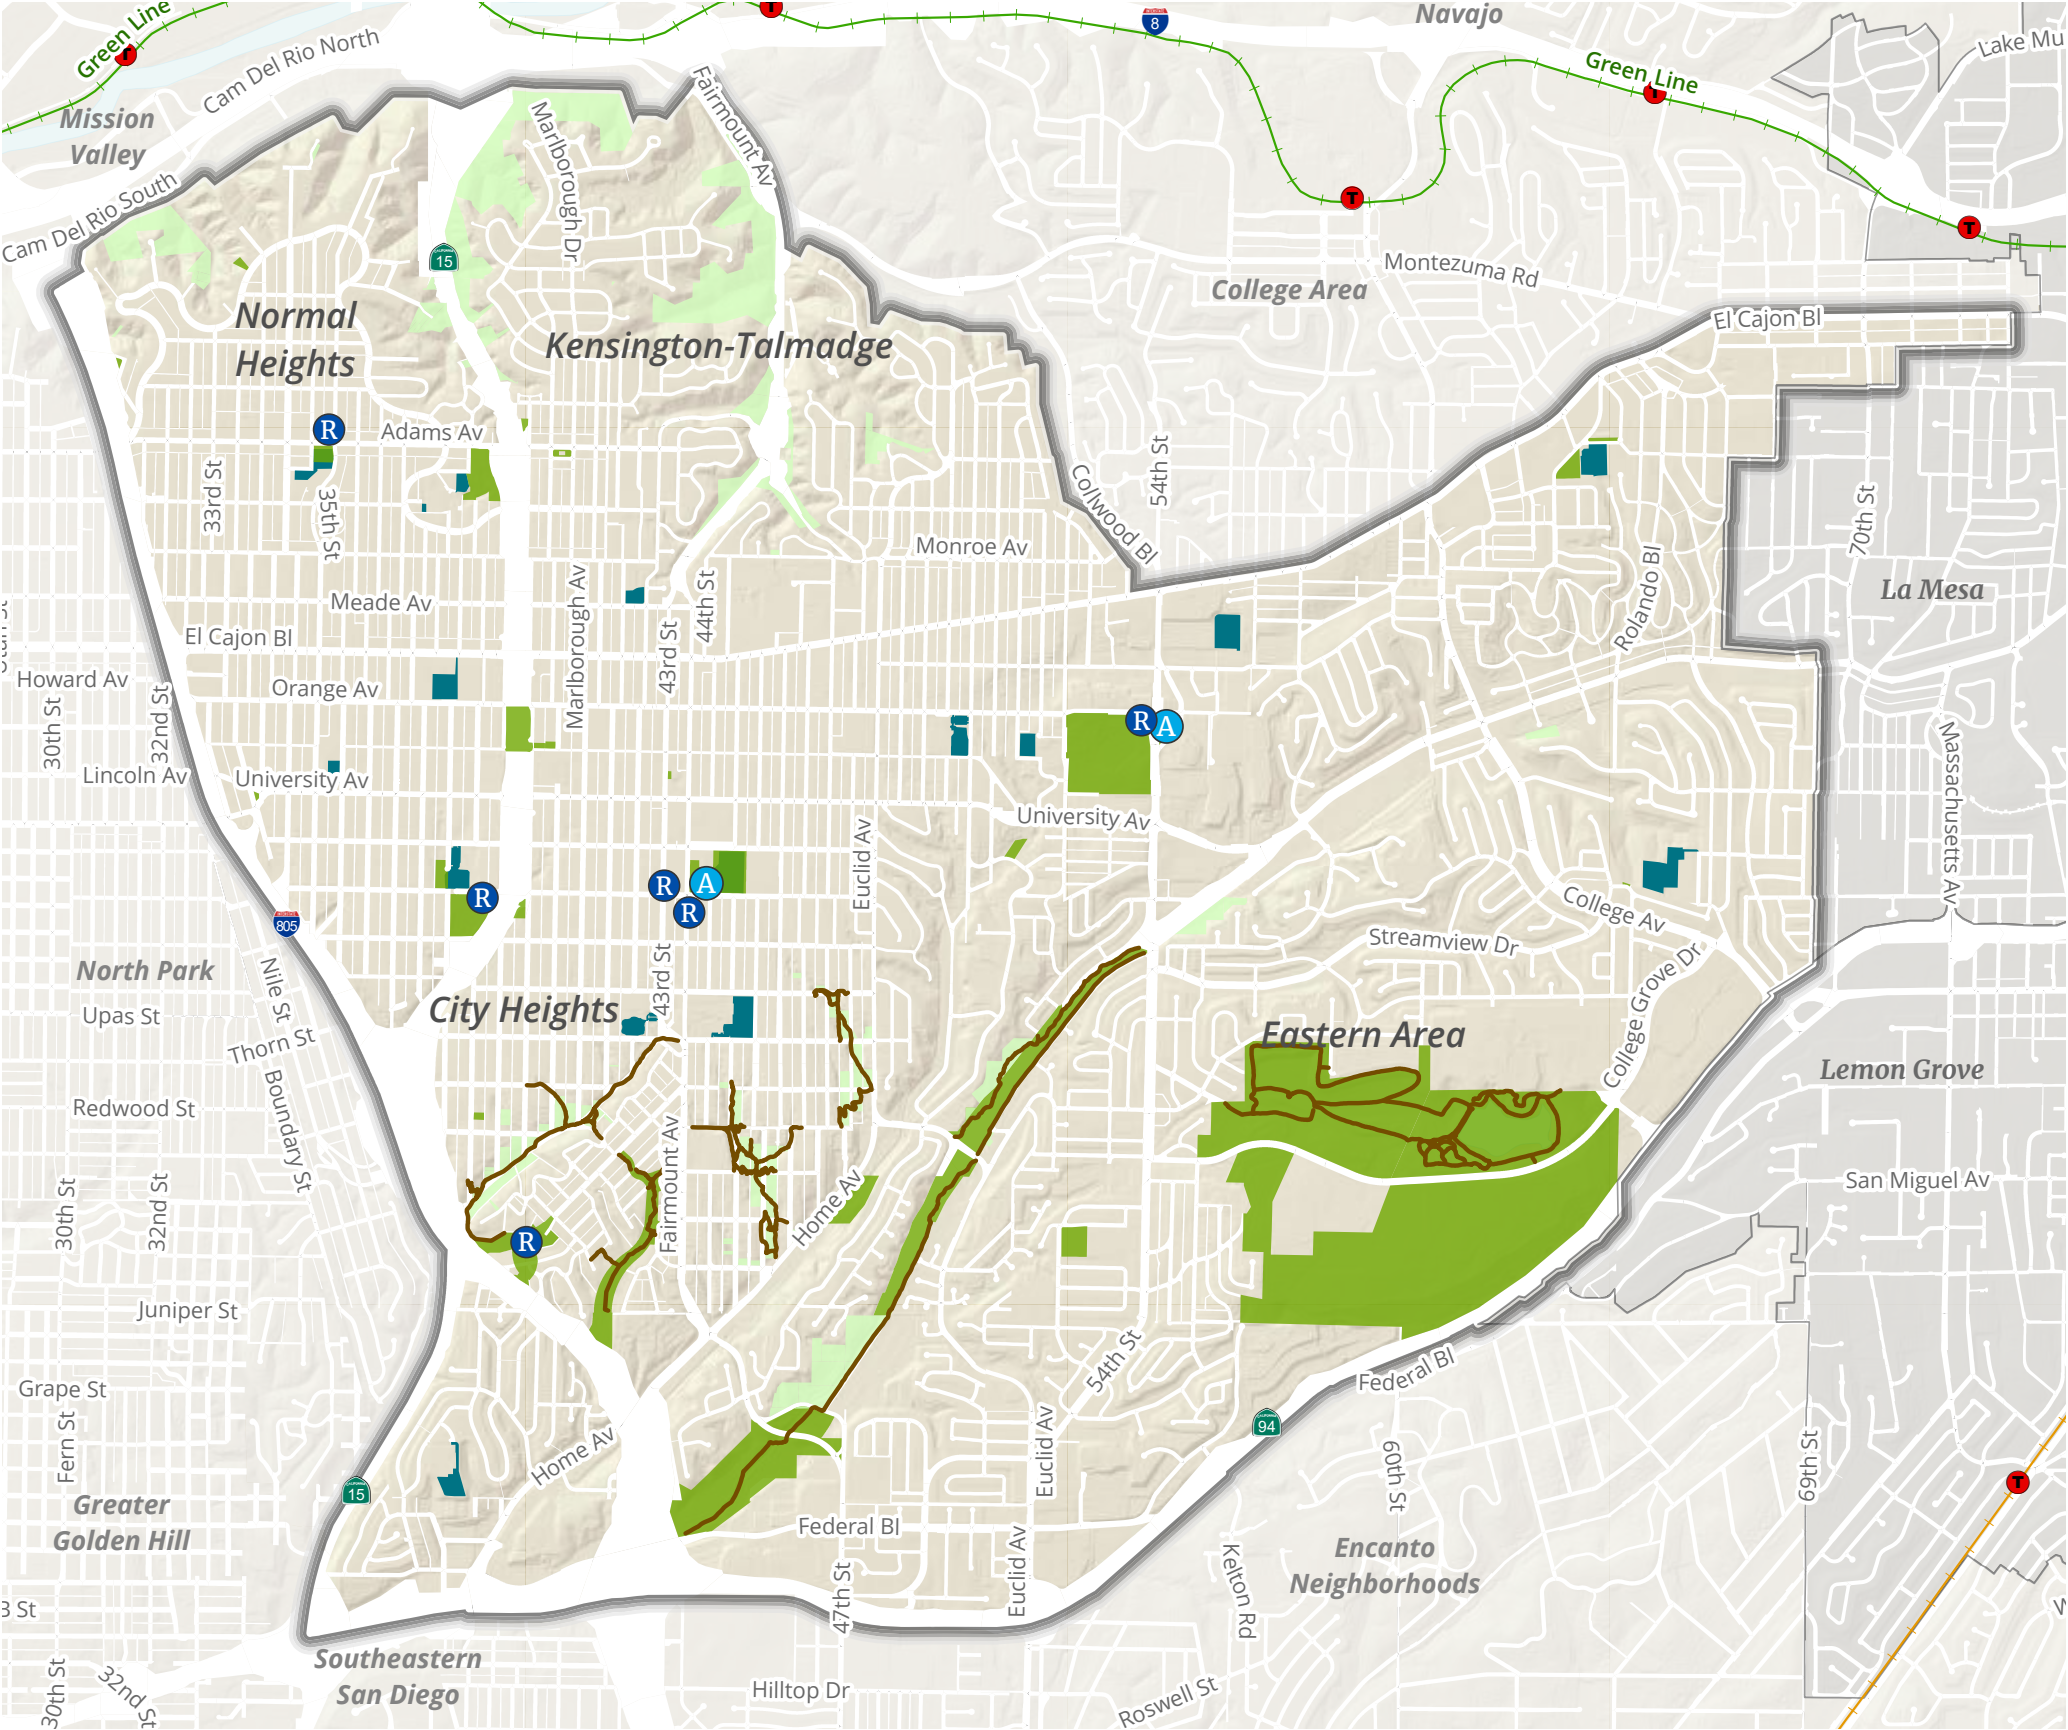 Green Line
T
T
8
Navajo
Lake Mu
Cam Del Rio North
Fairmount Av
Green Line
T
Mission
Valley
Marlborough Dr
Cam Del Rio South
T
T
15
College Area
Montezuma Rd
Normal
Heights
Kensington-Talmadge
El Cajon Bl
R
Adams Av
33rd St
35th St
Collwood Bl
54th St
70th St
Monroe Av
Rolando Bl
La Mesa
Meade Av
Marlborough Av
44th St
43rd St
El Cajon Bl
Howard Av
Orange Av
30th St
32nd St
R
A
Massachusetts Av
Lincoln Av
University Av
University Av
Euclid Av
R
R
A
R
805
College Av
Streamview Dr
North Park
Nile St
43rd St
College Grove Dr
City Heights
Upas St
Eastern Area
Thorn St
Lemon Grove
Redwood St
Boundary St
Fairmount Av
Home Av
30th St
32nd St
San Miguel Av
R
Juniper St
54th St
Federal Bl
Grape St
Fern St
Home Av
Euclid Av
94
60th St
69th St
15
T
Greater
Golden Hill
Federal Bl
Euclid Av
Kelton Rd
Encanto
Neighborhoods
47th St
B St
Southeastern
San Diego
30th St
32nd St
Hilltop Dr
Roswell St